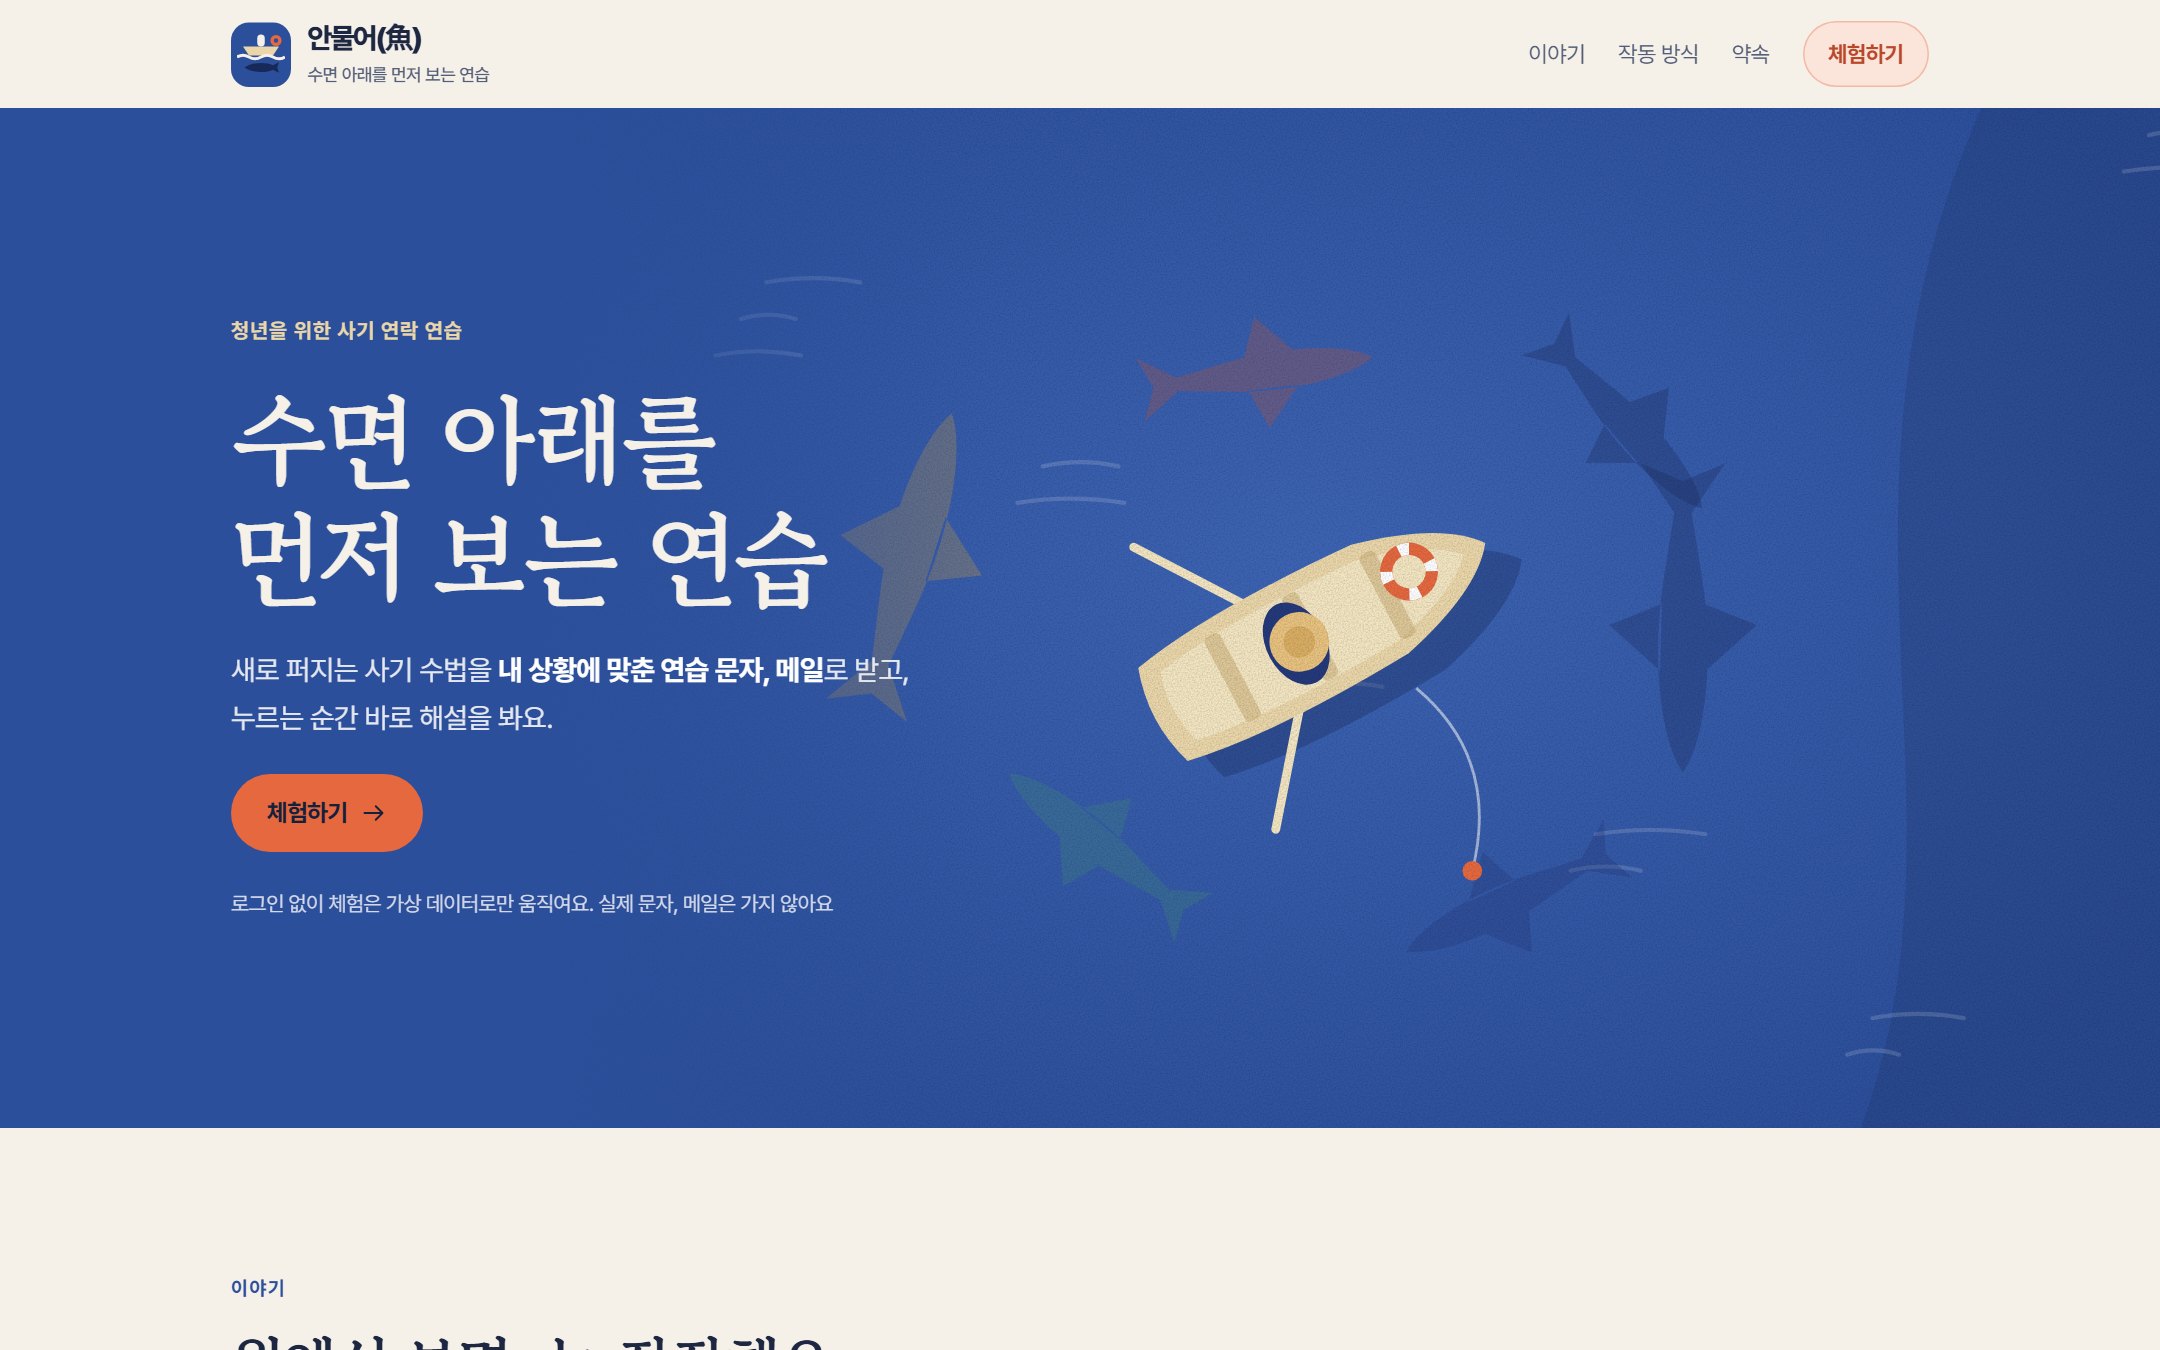 안물어(魚)
수면 아래를 먼저 보는 연습
이야기
작동 방식
약속
체험하기
청년을 위한 사기 연락 연습
수면 아래를
먼저 보는 연습
새로 퍼지는 사기 수법을 내 상황에 맞춘 연습 문자, 메일로 받고,
누르는 순간 바로 해설을 봐요.
체험하기 →
로그인 없이 체험은 가상 데이터로만 움직여요. 실제 문자, 메일은 가지 않아요
이야기